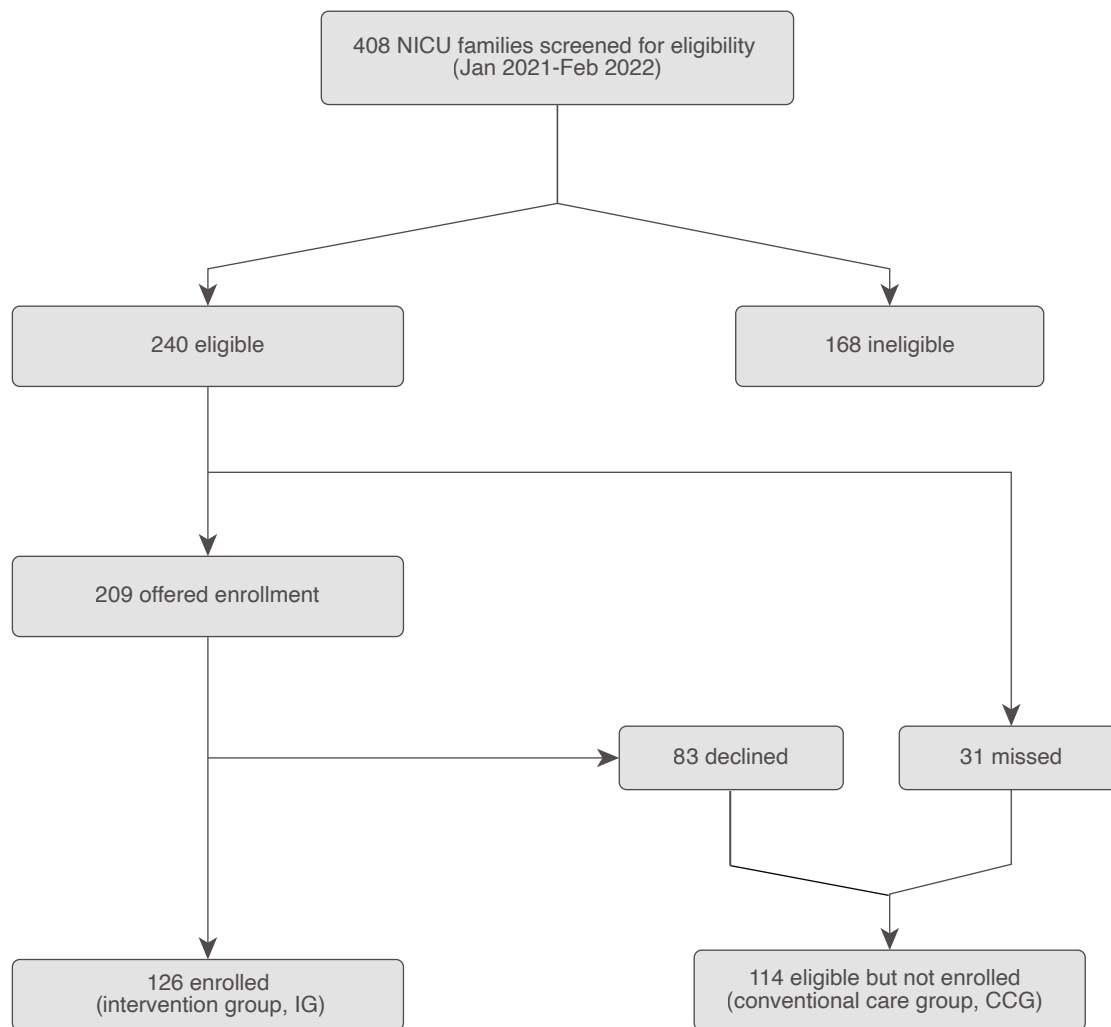 408 NICU families screened for eligibility
(Jan 2021-Feb 2022)
240 eligible
168 ineligible
209 offered enrollment
83 declined
31 missed
126 enrolled
(intervention group, IG)
114 eligible but not enrolled
(conventional care group, CCG)